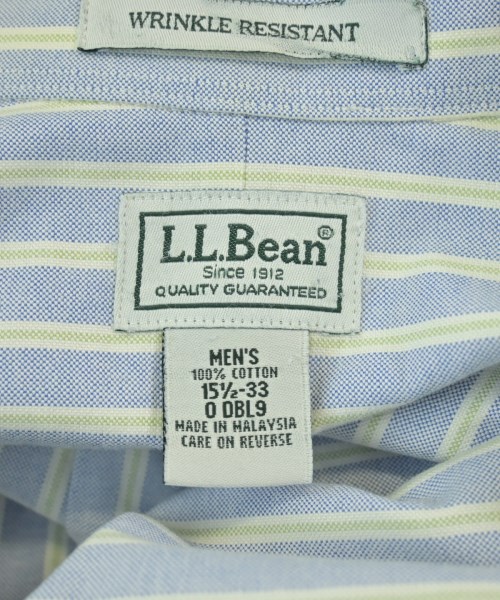 WRINKLE RESISTANT
L.L.Bean®
Since 1912
QUALITY GUARANTEED
MEN'S
100% COTTON
15½-33
0 DBL9
MADE IN MALAYSIA
CARE ON REVERSE